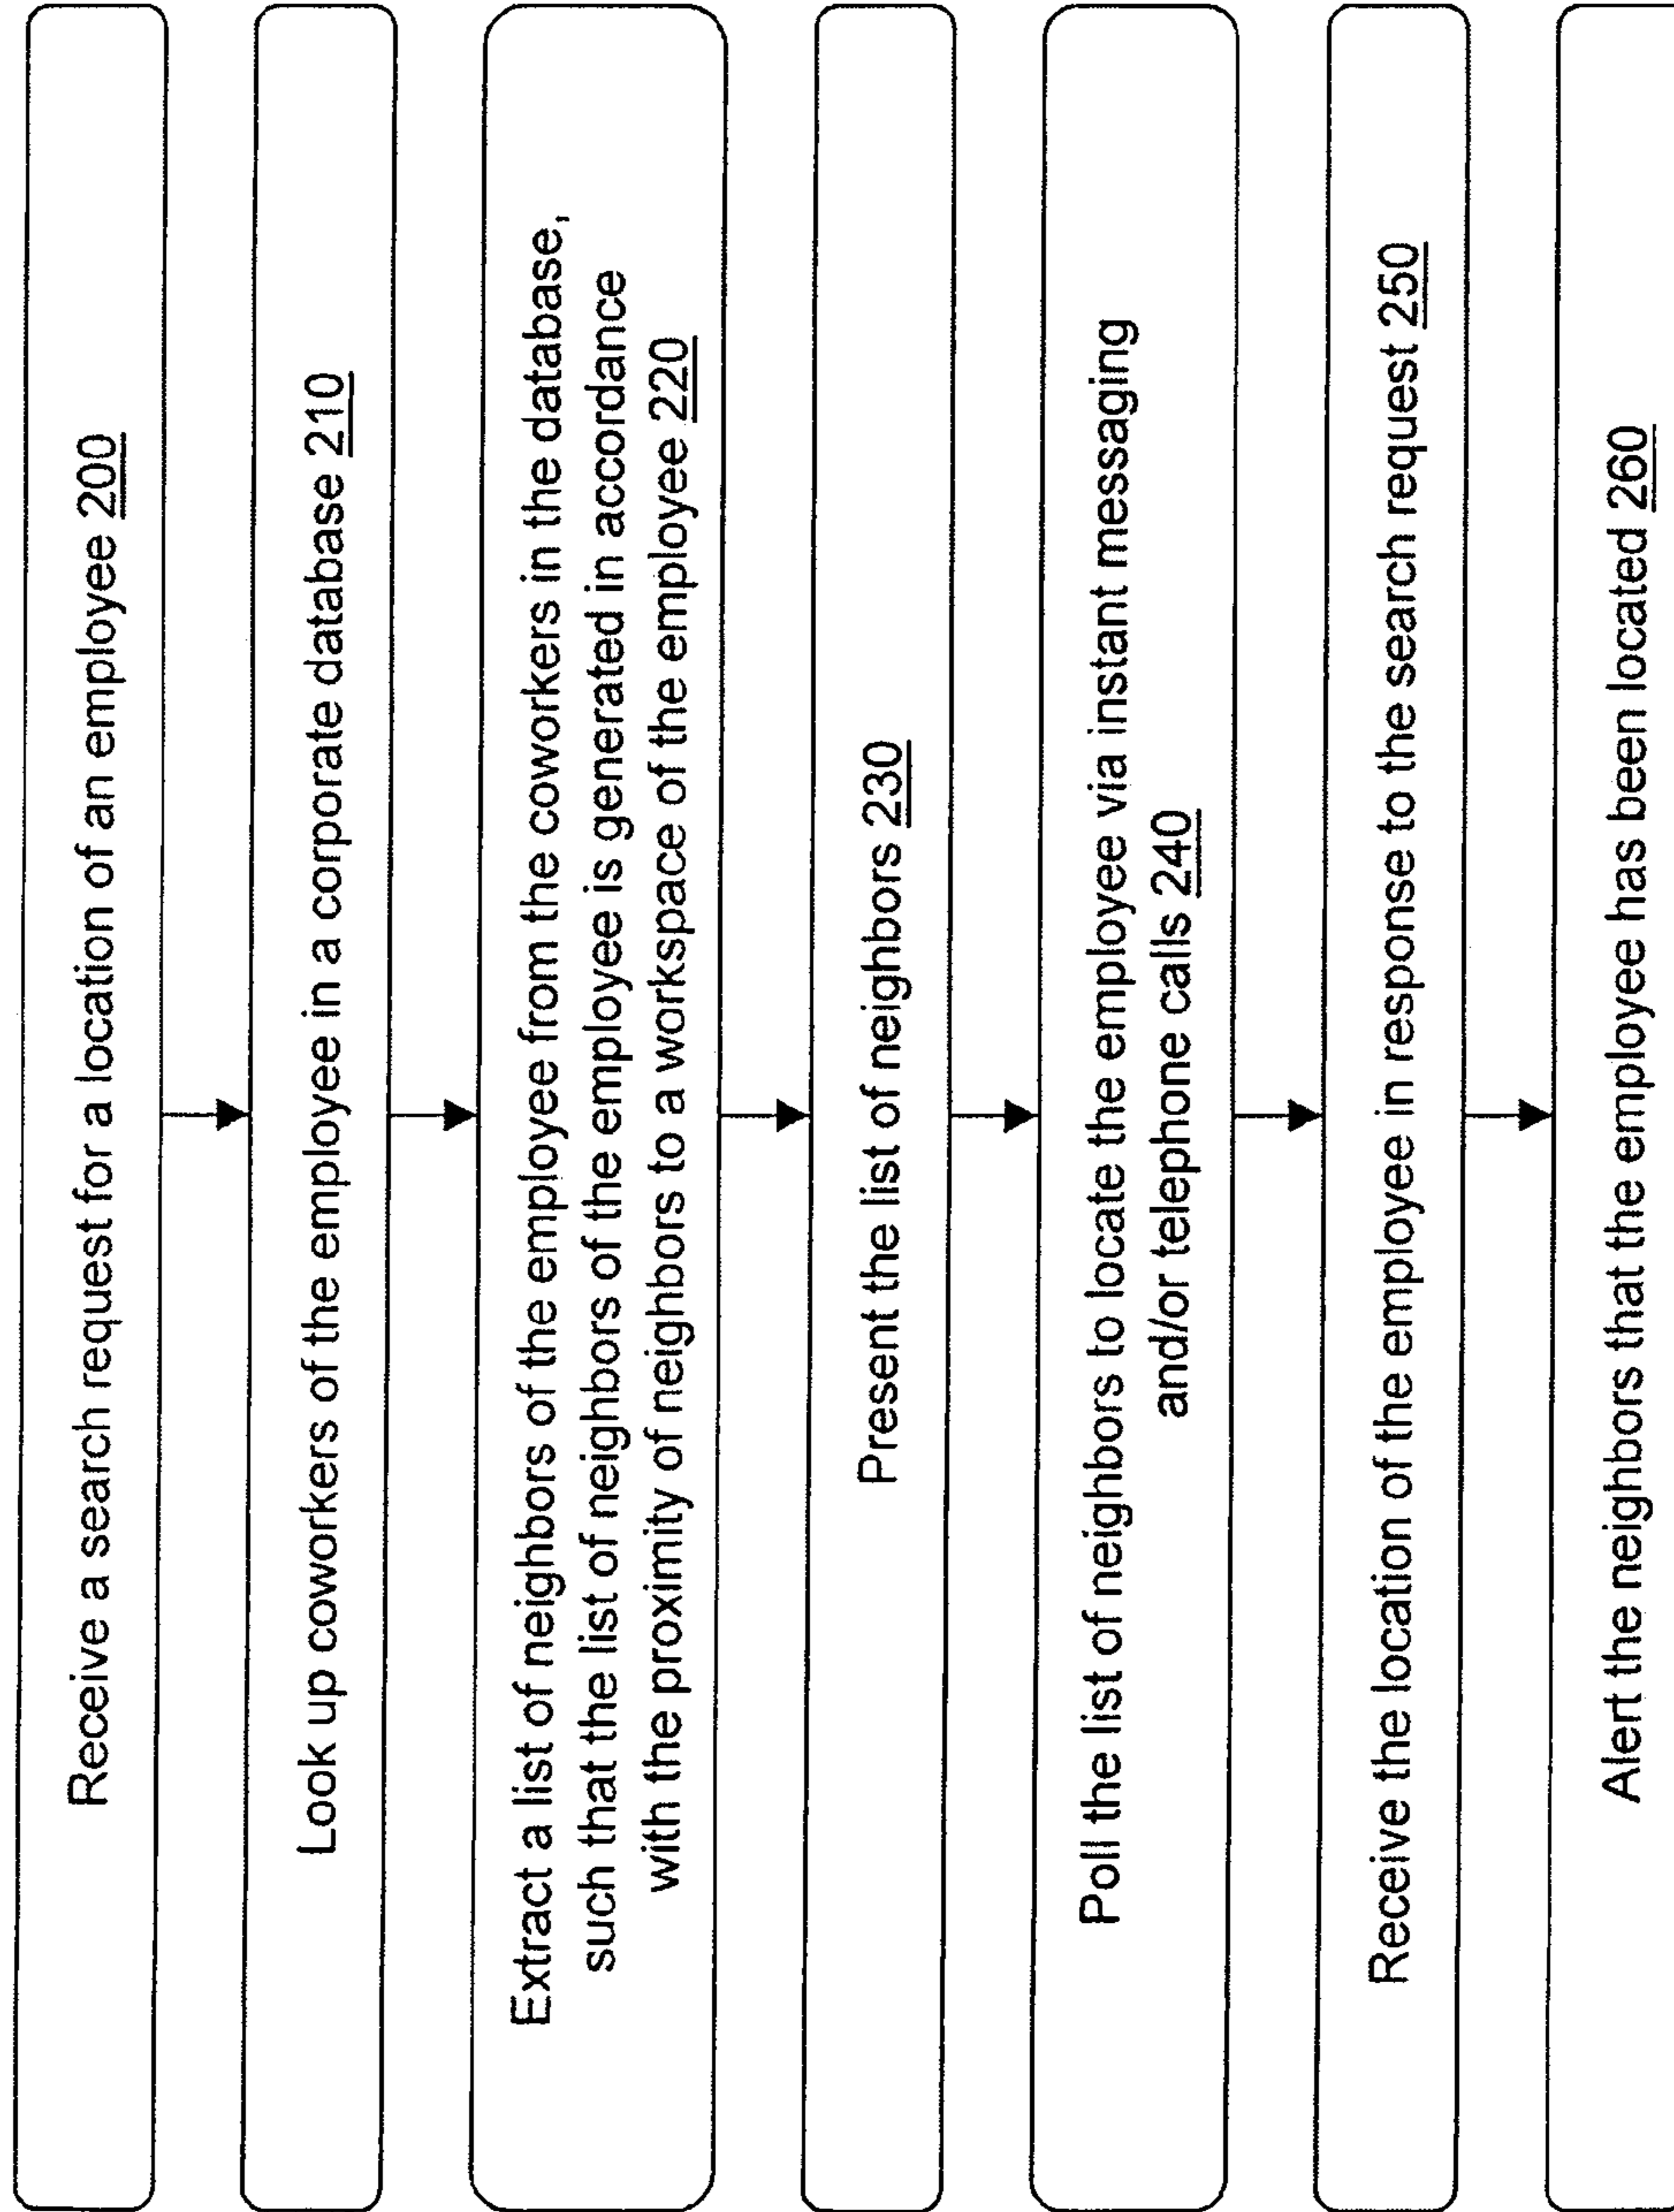 Receive a search request for a location of an employee 200
Look up coworkers of the employee in a corporate database 210
Extract a list of neighbors of the employee from the coworkers in the database,
such that the list of neighbors of the employee is generated in accordance
with the proximity of neighbors to a workspace of the employee 220
Present the list of neighbors 230
Poll the list of neighbors to locate the employee via instant messaging
and/or telephone calls 240
Receive the location of the employee in response to the search request 250
Alert the neighbors that the employee has been located 260